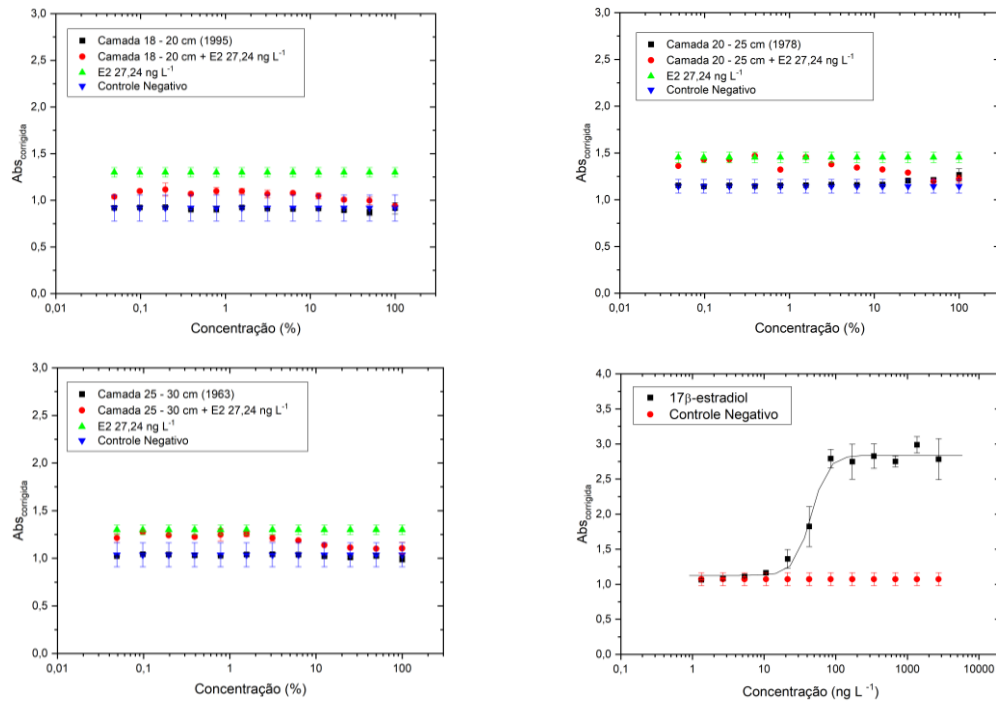 3,0
2,5
2,0
1,5
1,0
0,5
0,0
Abs corrigida
Camada 18 - 20 cm (1995)
Camada 18 - 20 cm + E2 27,24 ng L⁻¹
E2 27,24 ng L⁻¹
Controle Negativo
0,01 0,1 1 10 100
Concentração (%)
3,0
2,5
2,0
1,5
1,0
0,5
0,0
Abs corrigida
Camada 20 - 25 cm (1978)
Camada 20 - 25 cm + E2 27,24 ng L⁻¹
E2 27,24 ng L⁻¹
Controle Negativo
0,01 0,1 1 10 100
Concentração (%)
3,0
2,5
2,0
1,5
1,0
0,5
0,0
Abs corrigida
Camada 25 - 30 cm (1963)
Camada 25 - 30 cm + E2 27,24 ng L⁻¹
E2 27,24 ng L⁻¹
Controle Negativo
0,01 0,1 1 10 100
Concentração (%)
4,0
3,5
3,0
2,5
2,0
1,5
1,0
0,5
0,0
Abs corrigida
17β-estradiol
Controle Negativo
0,1 1 10 100 1000 10000
Concentração (ng L⁻¹)